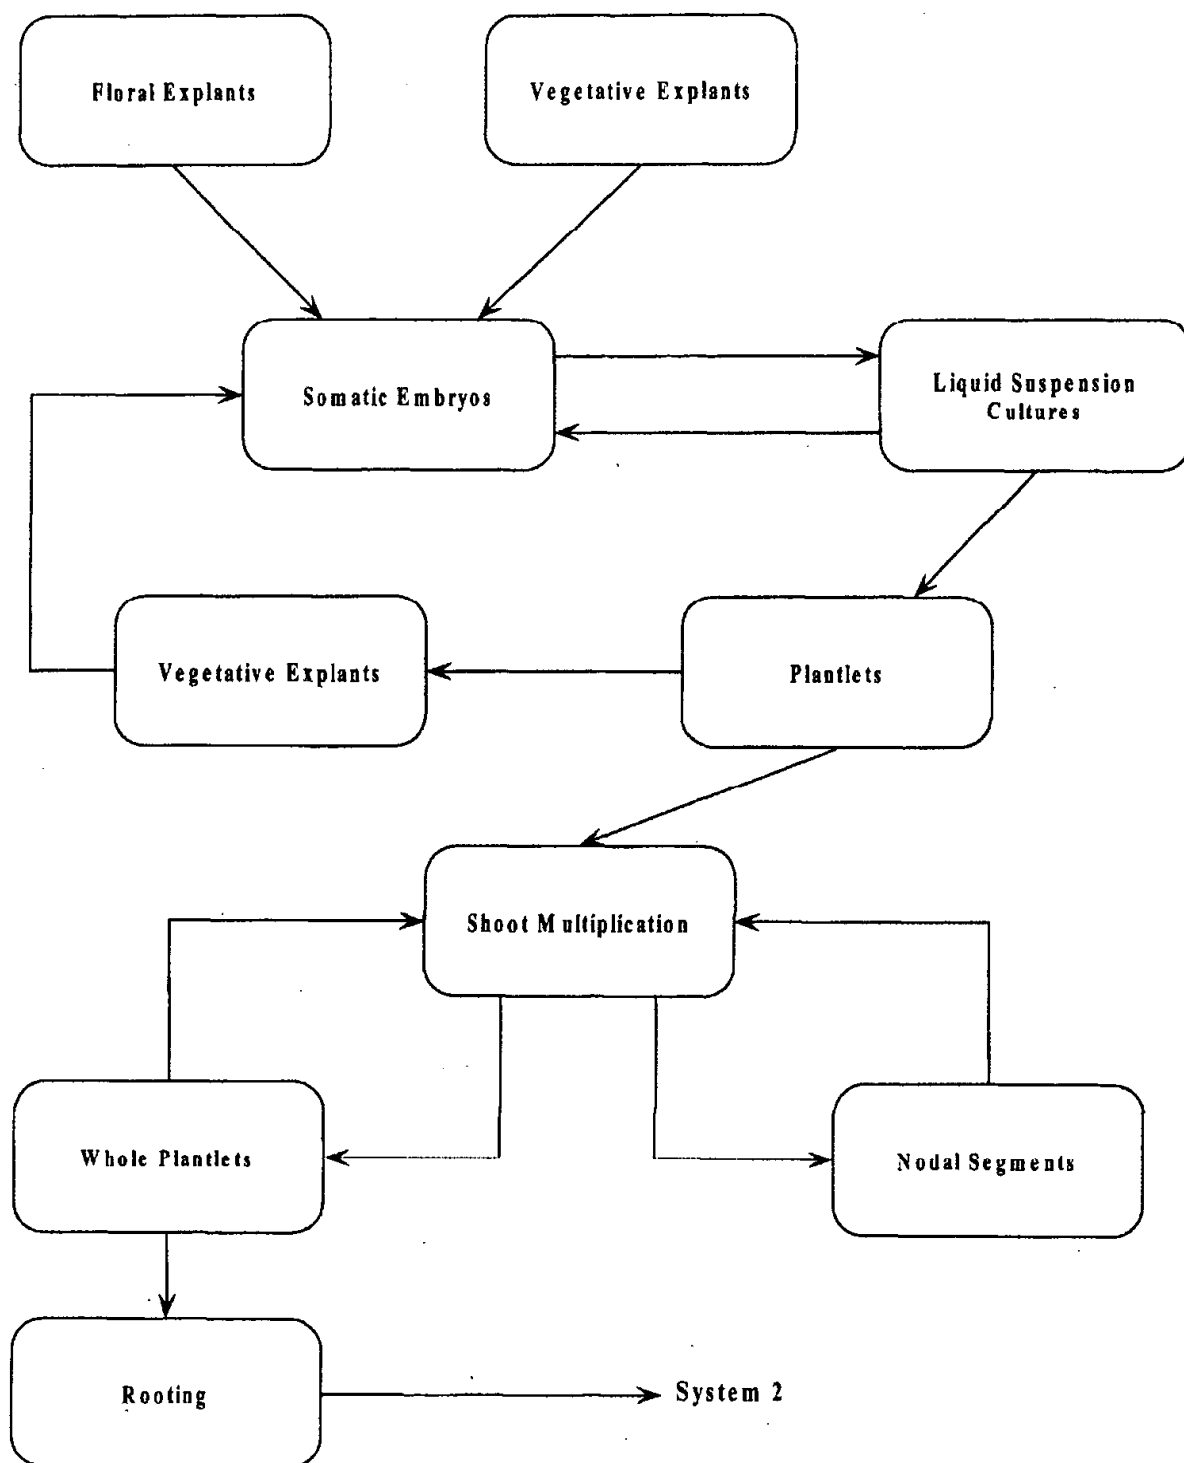 Floral Explants
Vegetative Explants
Somatic Embryos
Liquid Suspension
Cultures
Vegetative Explants
Plantlets
Shoot Multiplication
Whole Plantlets
Nodal Segments
Rooting
System 2